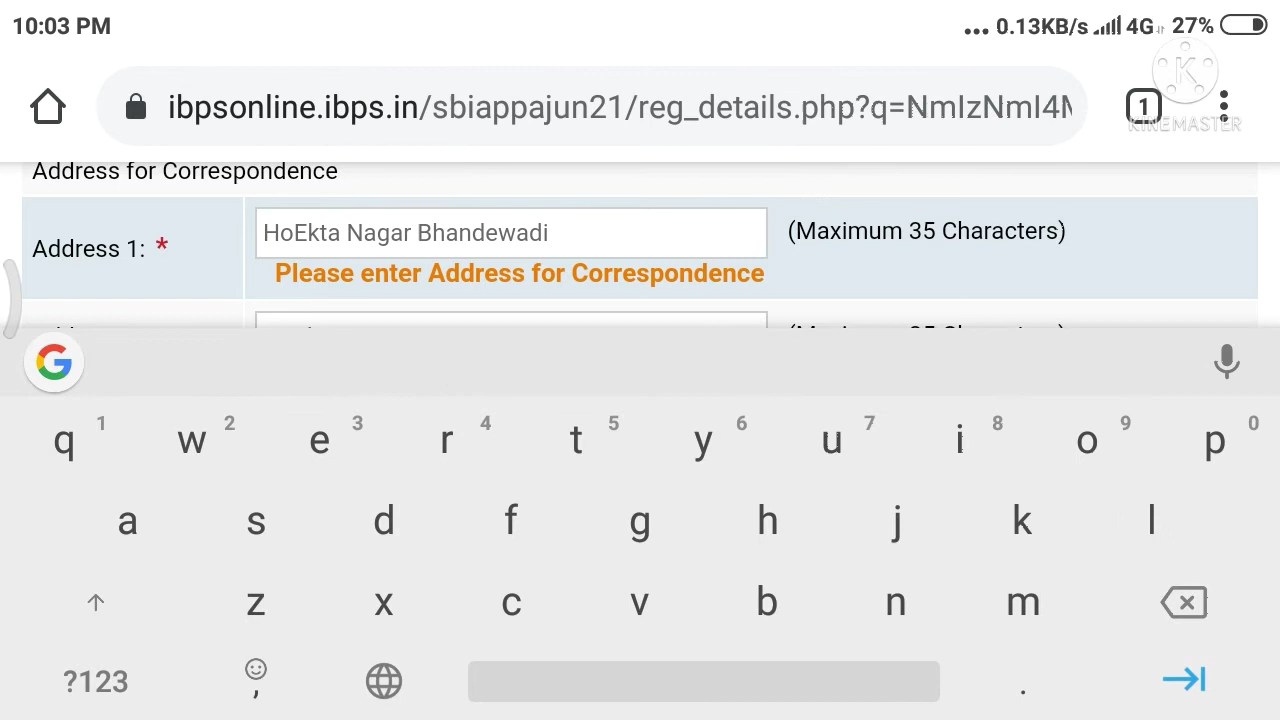 10:03 PM
... 0.13KB/s 4G 27%
ibpsonline.ibps.in/sbiappajun21/reg_details.php?q=NmIzNmI4M
1
K
KINEMASTER
Address for Correspondence
Address 1: *
HoEkta Nagar Bhandewadi
(Maximum 35 Characters)
Please enter Address for Correspondence
G
q 1 w 2 e 3 r 4 t 5 y 6 u 7 i 8 o 9 p 0
a s d f g h j k l
z x c v b n m
?123 , .